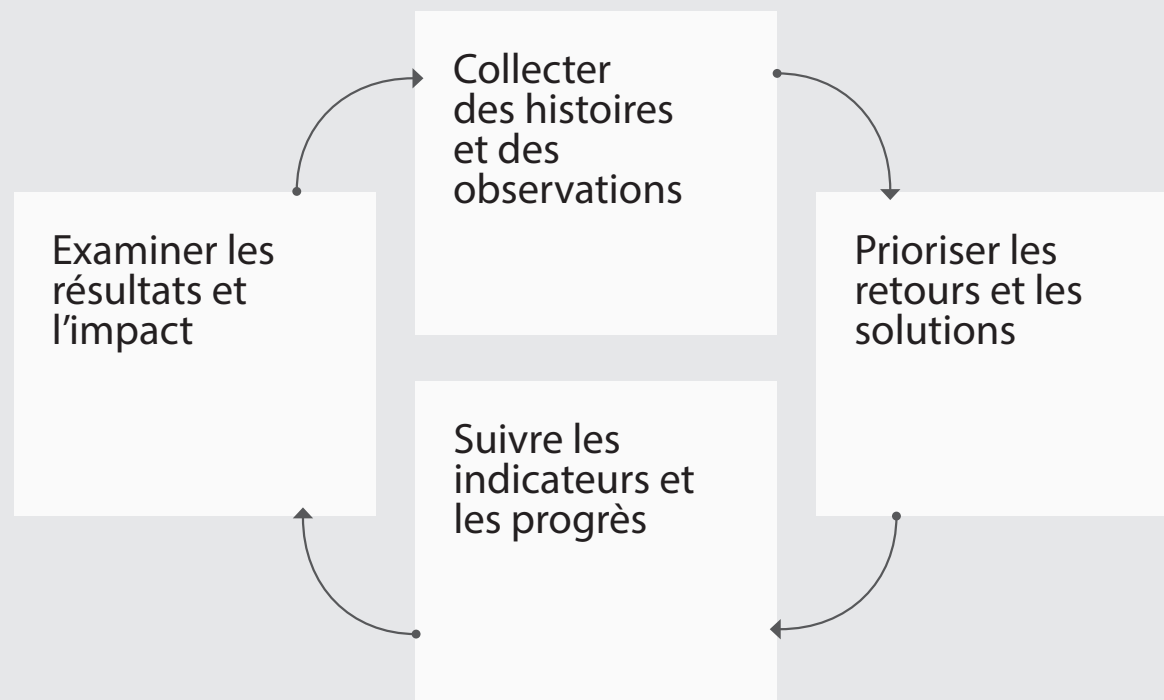 Collecter
des histoires
et des
observations
Examiner les
résultats et
l’impact
Prioriser les
retours et les
solutions
Suivre les
indicateurs et
les progrès